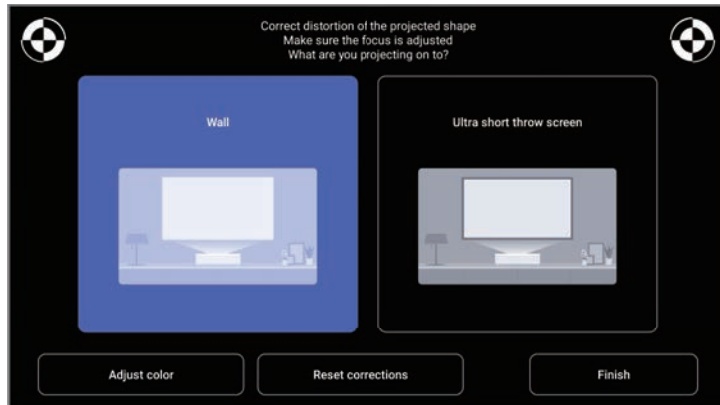 Correct distortion of the projected shape
Make sure the focus is adjusted
What are you projecting on to?
Wall
Ultra short throw screen
Adjust color
Reset corrections
Finish